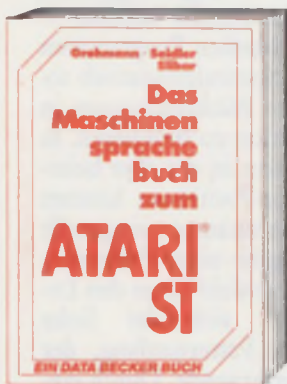 Grohmann · Seidler
Slibar
Das
Maschinen
sprache
buch
zum
ATARI®
ST
EIN DATA BECKER BUCH